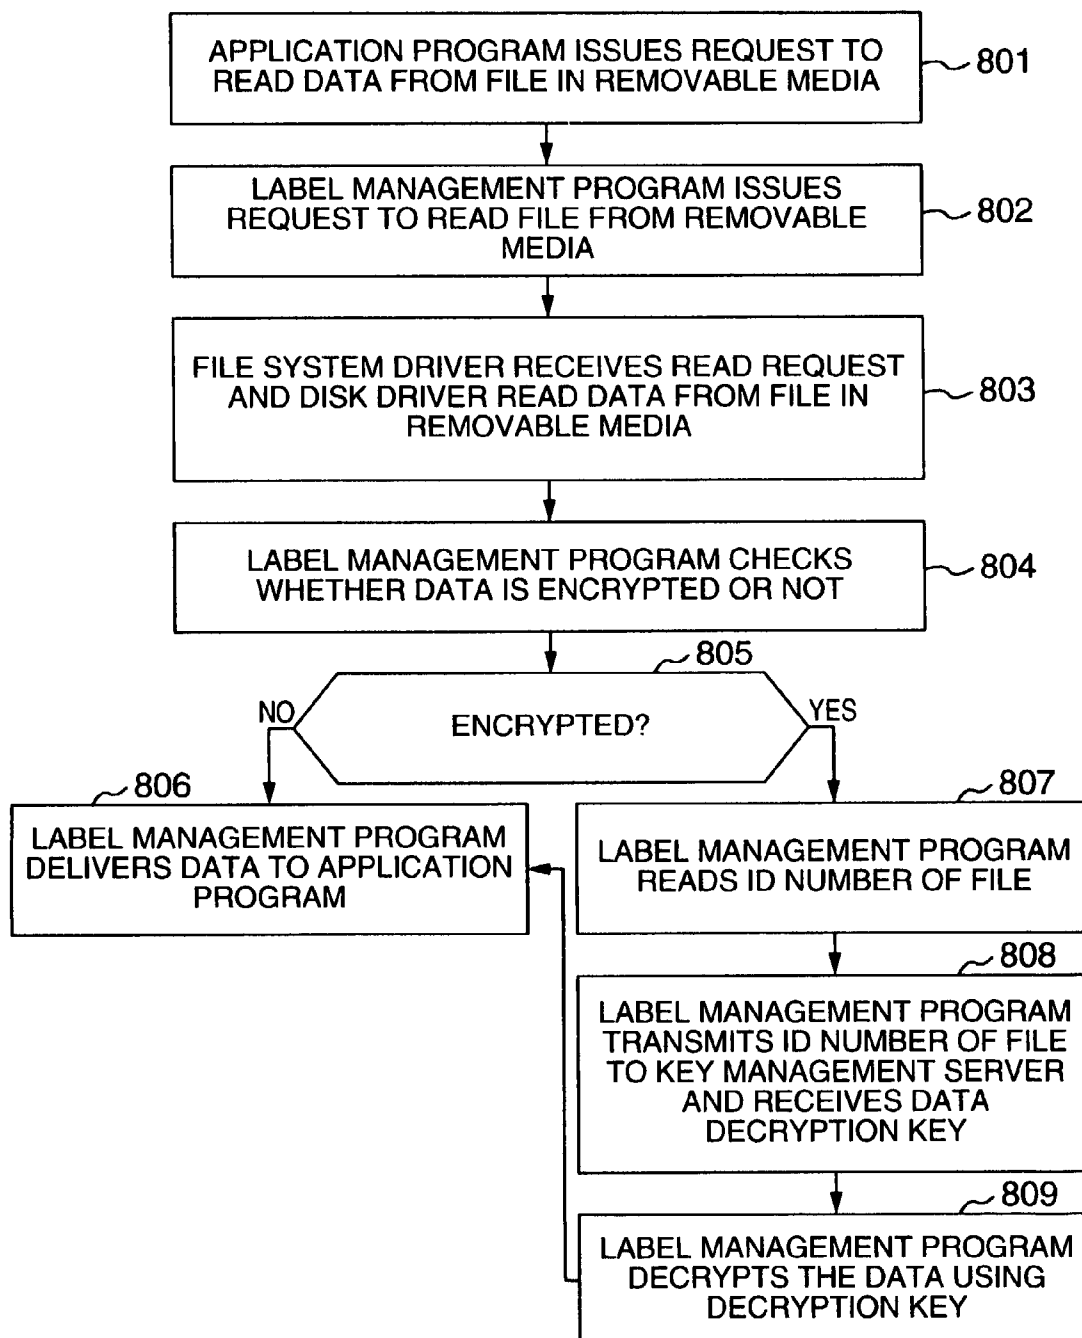 APPLICATION PROGRAM ISSUES REQUEST TO
READ DATA FROM FILE IN REMOVABLE MEDIA
801
LABEL MANAGEMENT PROGRAM ISSUES
REQUEST TO READ FILE FROM REMOVABLE
MEDIA
802
FILE SYSTEM DRIVER RECEIVES READ REQUEST
AND DISK DRIVER READ DATA FROM FILE IN
REMOVABLE MEDIA
803
LABEL MANAGEMENT PROGRAM CHECKS
WHETHER DATA IS ENCRYPTED OR NOT
804
805
ENCRYPTED?
NO
YES
806
LABEL MANAGEMENT PROGRAM
DELIVERS DATA TO APPLICATION
PROGRAM
807
LABEL MANAGEMENT PROGRAM
READS ID NUMBER OF FILE
808
LABEL MANAGEMENT PROGRAM
TRANSMITS ID NUMBER OF FILE
TO KEY MANAGEMENT SERVER
AND RECEIVES DATA
DECRYPTION KEY
809
LABEL MANAGEMENT PROGRAM
DECRYPTS THE DATA USING
DECRYPTION KEY